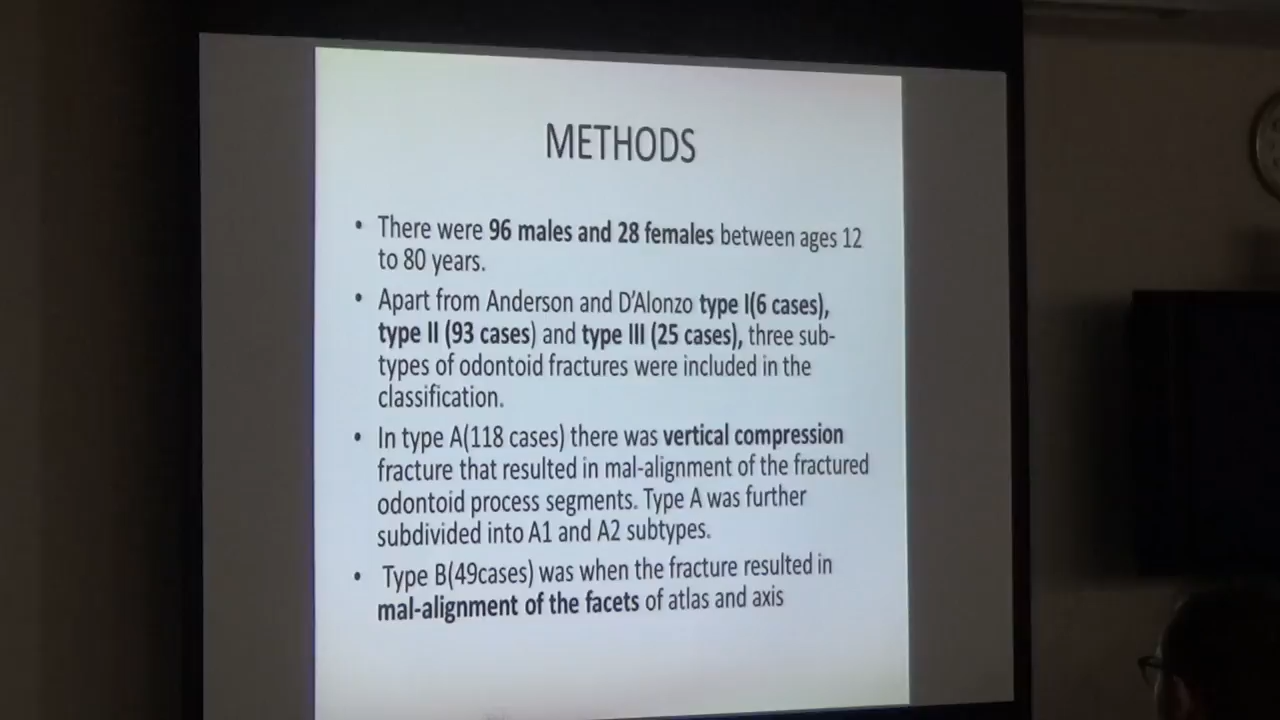 METHODS
• There were 96 males and 28 females between ages 12
to 80 years.
• Apart from Anderson and D'Alonzo type I(6 cases),
type II (93 cases) and type III (25 cases), three sub-
types of odontoid fractures were included in the
classification.
• In type A(118 cases) there was vertical compression
fracture that resulted in mal-alignment of the fractured
odontoid process segments. Type A was further
subdivided into A1 and A2 subtypes.
• Type B(49cases) was when the fracture resulted in
mal-alignment of the facets of atlas and axis